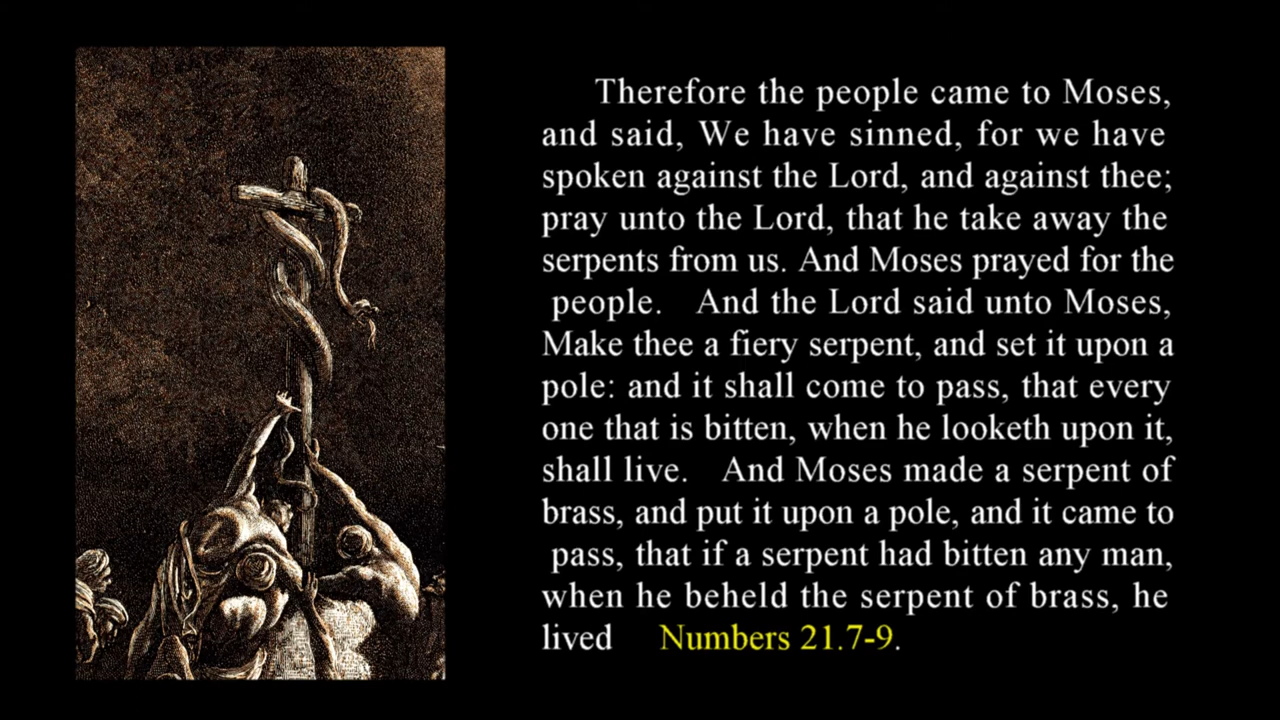 Therefore the people came to Moses,
and said, We have sinned, for we have
spoken against the Lord, and against thee;
pray unto the Lord, that he take away the
serpents from us. And Moses prayed for the
people. And the Lord said unto Moses,
Make thee a fiery serpent, and set it upon a
pole: and it shall come to pass, that every
one that is bitten, when he looketh upon it,
shall live. And Moses made a serpent of
brass, and put it upon a pole, and it came to
pass, that if a serpent had bitten any man,
when he beheld the serpent of brass, he
lived Numbers 21.7-9.